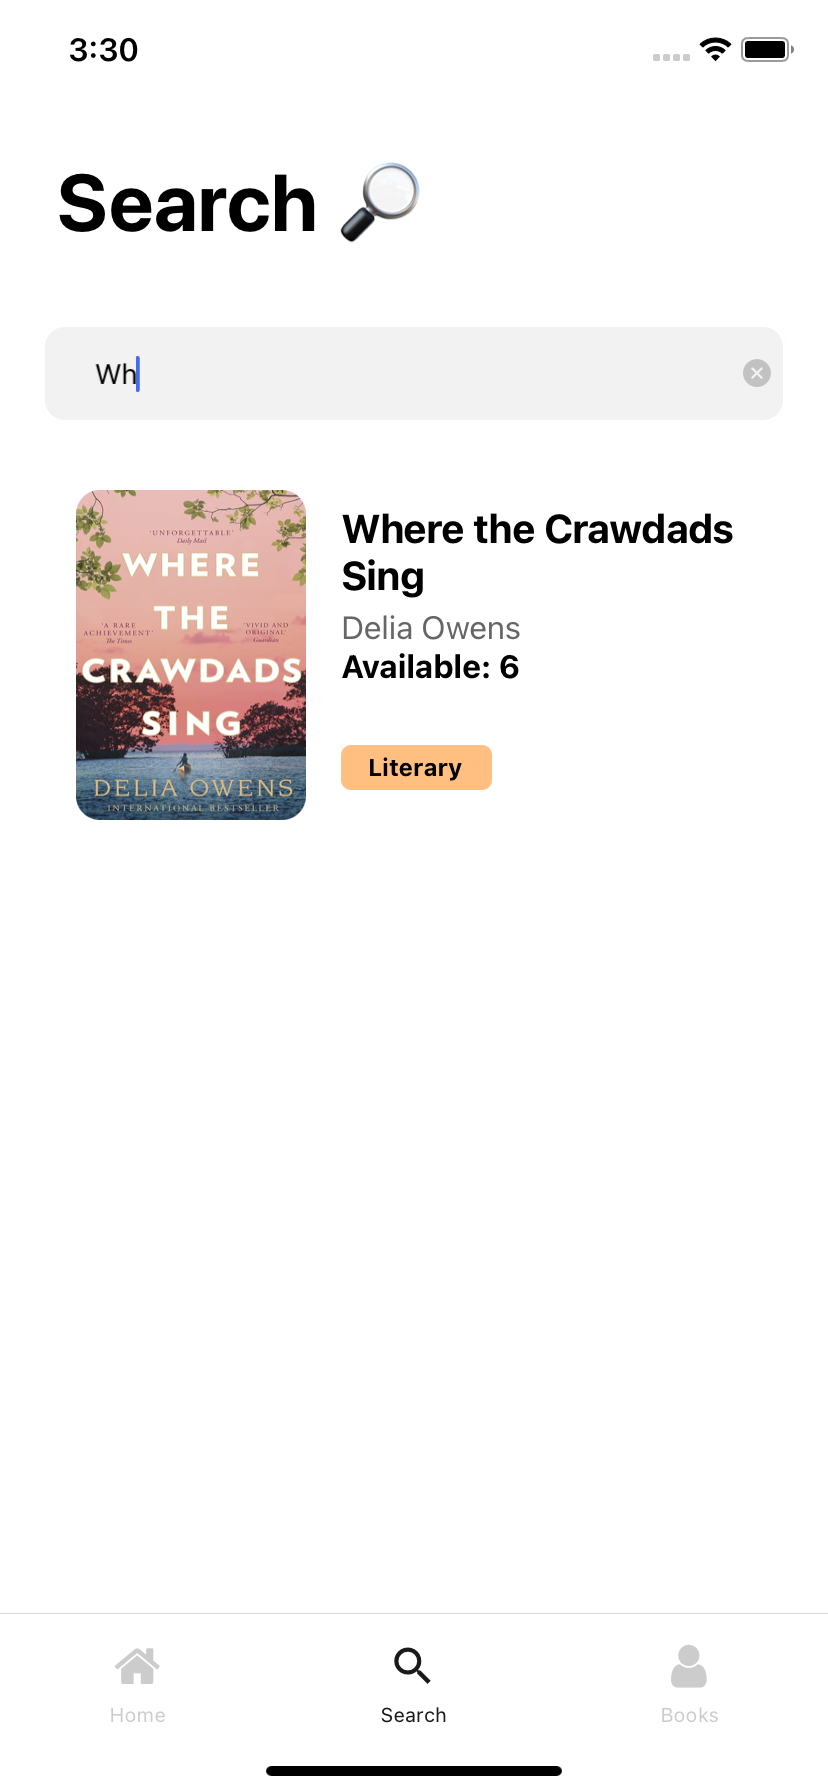 3:30
Search
Wh
'UNFORGETTABLE'
Daily Mail
WHERE
THE
'A RARE
ACHIEVEMENT'
The Times
'VIVID AND
ORIGINAL'
Guardian
CRAWDADS
SING
DELIA OWENS
INTERNATIONAL BESTSELLER
Where the Crawdads
Sing
Delia Owens
Available: 6
Literary
Home
Search
Books